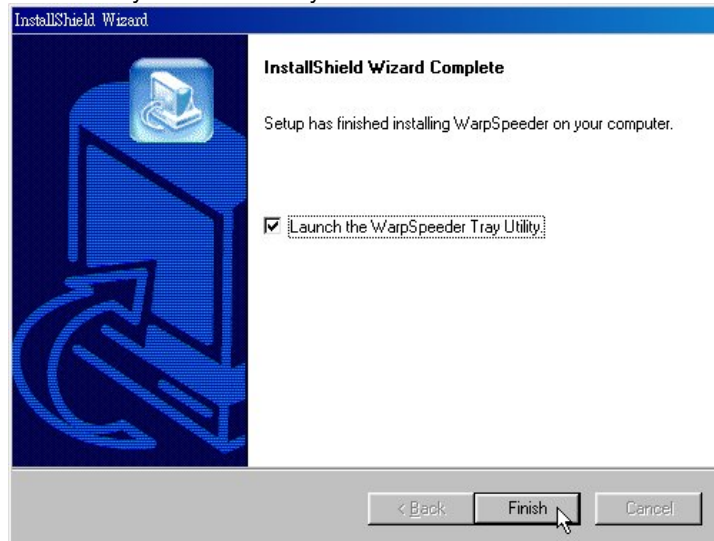 InstallShield Wizard
InstallShield Wizard Complete
Setup has finished installing WarpSpeeder on your computer.
Launch the WarpSpeeder Tray Utility.
< Back
Finish
Cancel